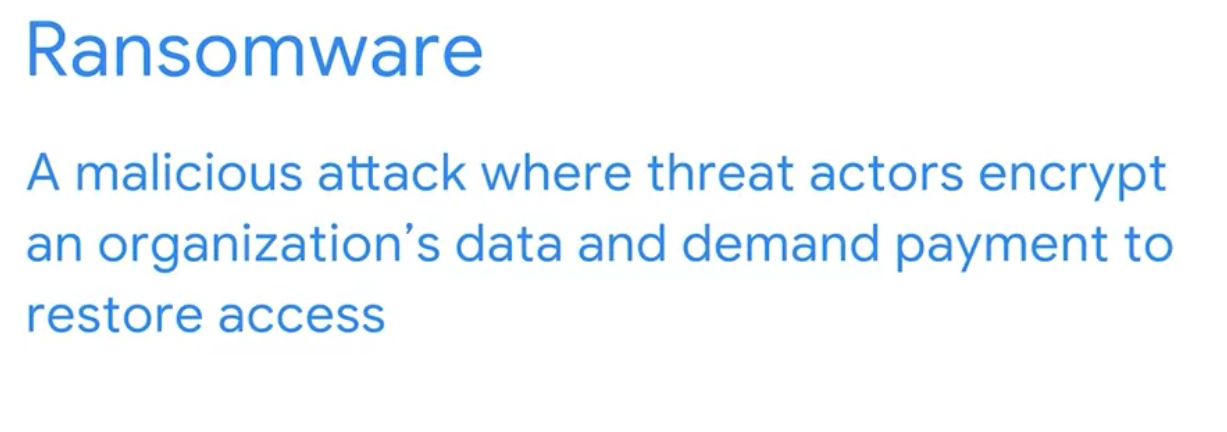 Ransomware
A malicious attack where threat actors encrypt
an organization’s data and demand payment to
restore access